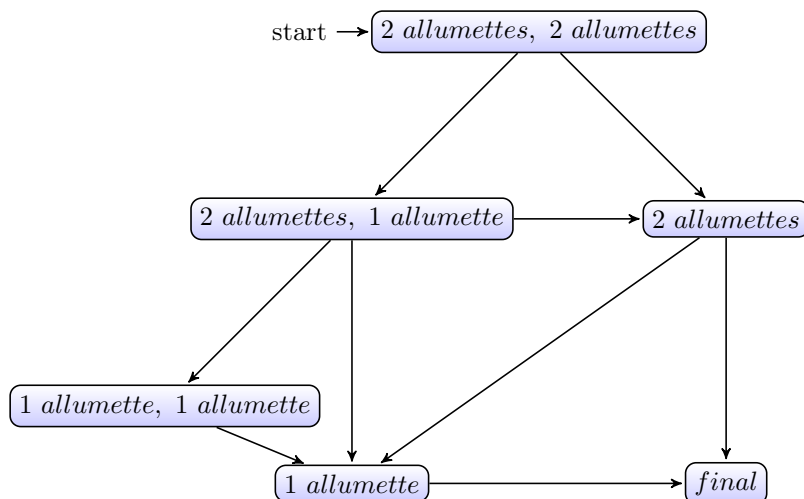 start
2 allumettes, 2 allumettes
2 allumettes, 1 allumette
2 allumettes
1 allumette, 1 allumette
1 allumette
final